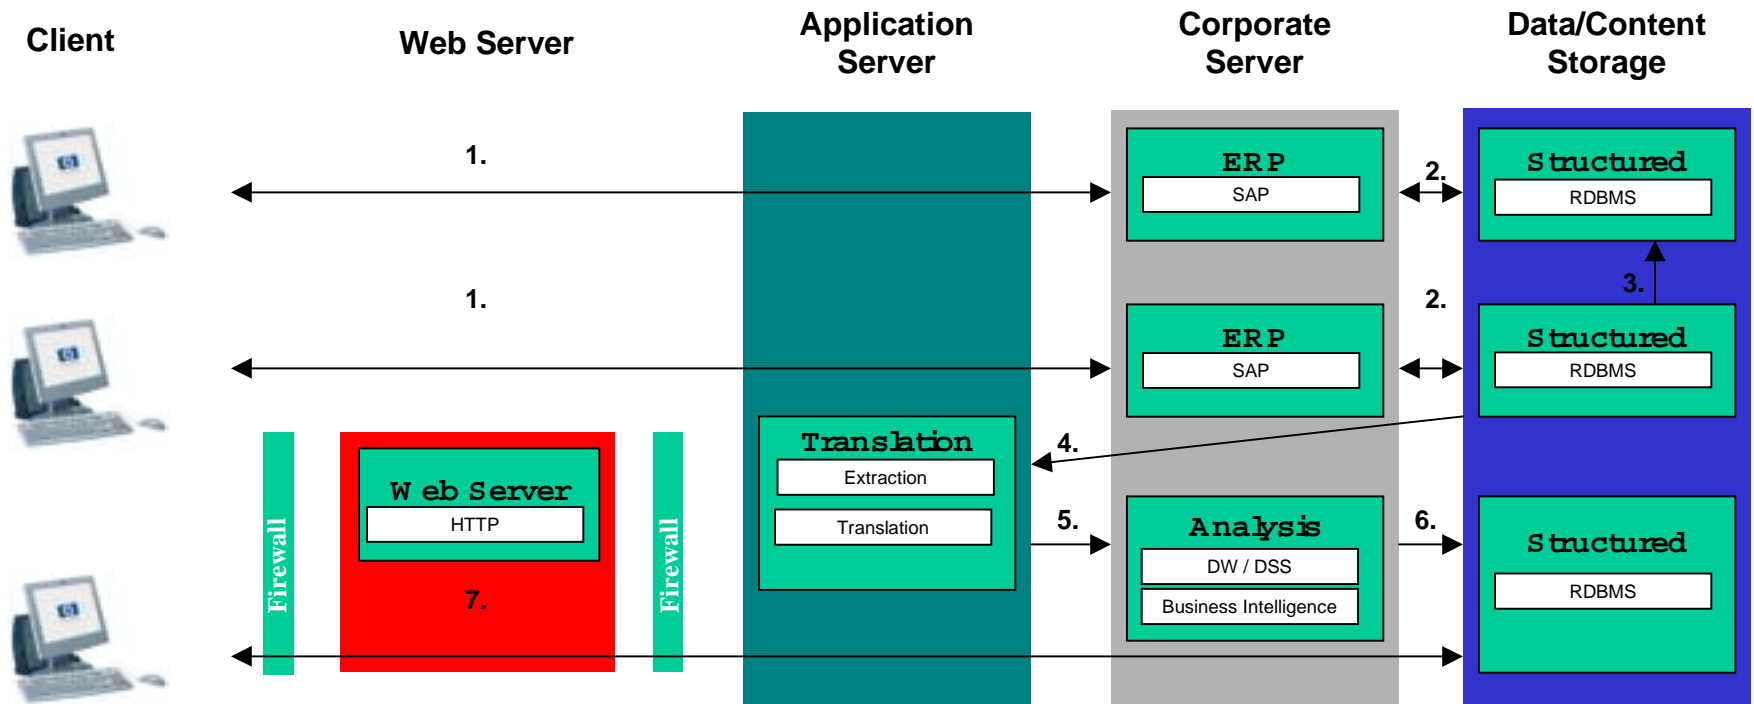 Client
Web Server
Application
Server
Corporate
Server
Data/Content
Storage
1.
ERP
SAP
2.
Structured
RDBMS
3.
1.
ERP
SAP
2.
Structured
RDBMS
Firewall
Web Server
HTTP
7.
Firewall
Translation
Extraction
Translation
4.
5.
Analysis
DW / DSS
Business Intelligence
6.
Structured
RDBMS